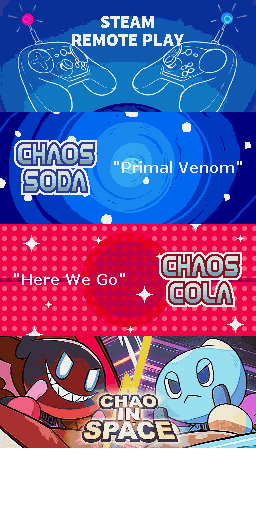 STEAM
REMOTE PLAY
CHAOS
SODA
"Primal Venom"
"Here We Go"
CHAOS
COLA
CHAO
IN
SPACE